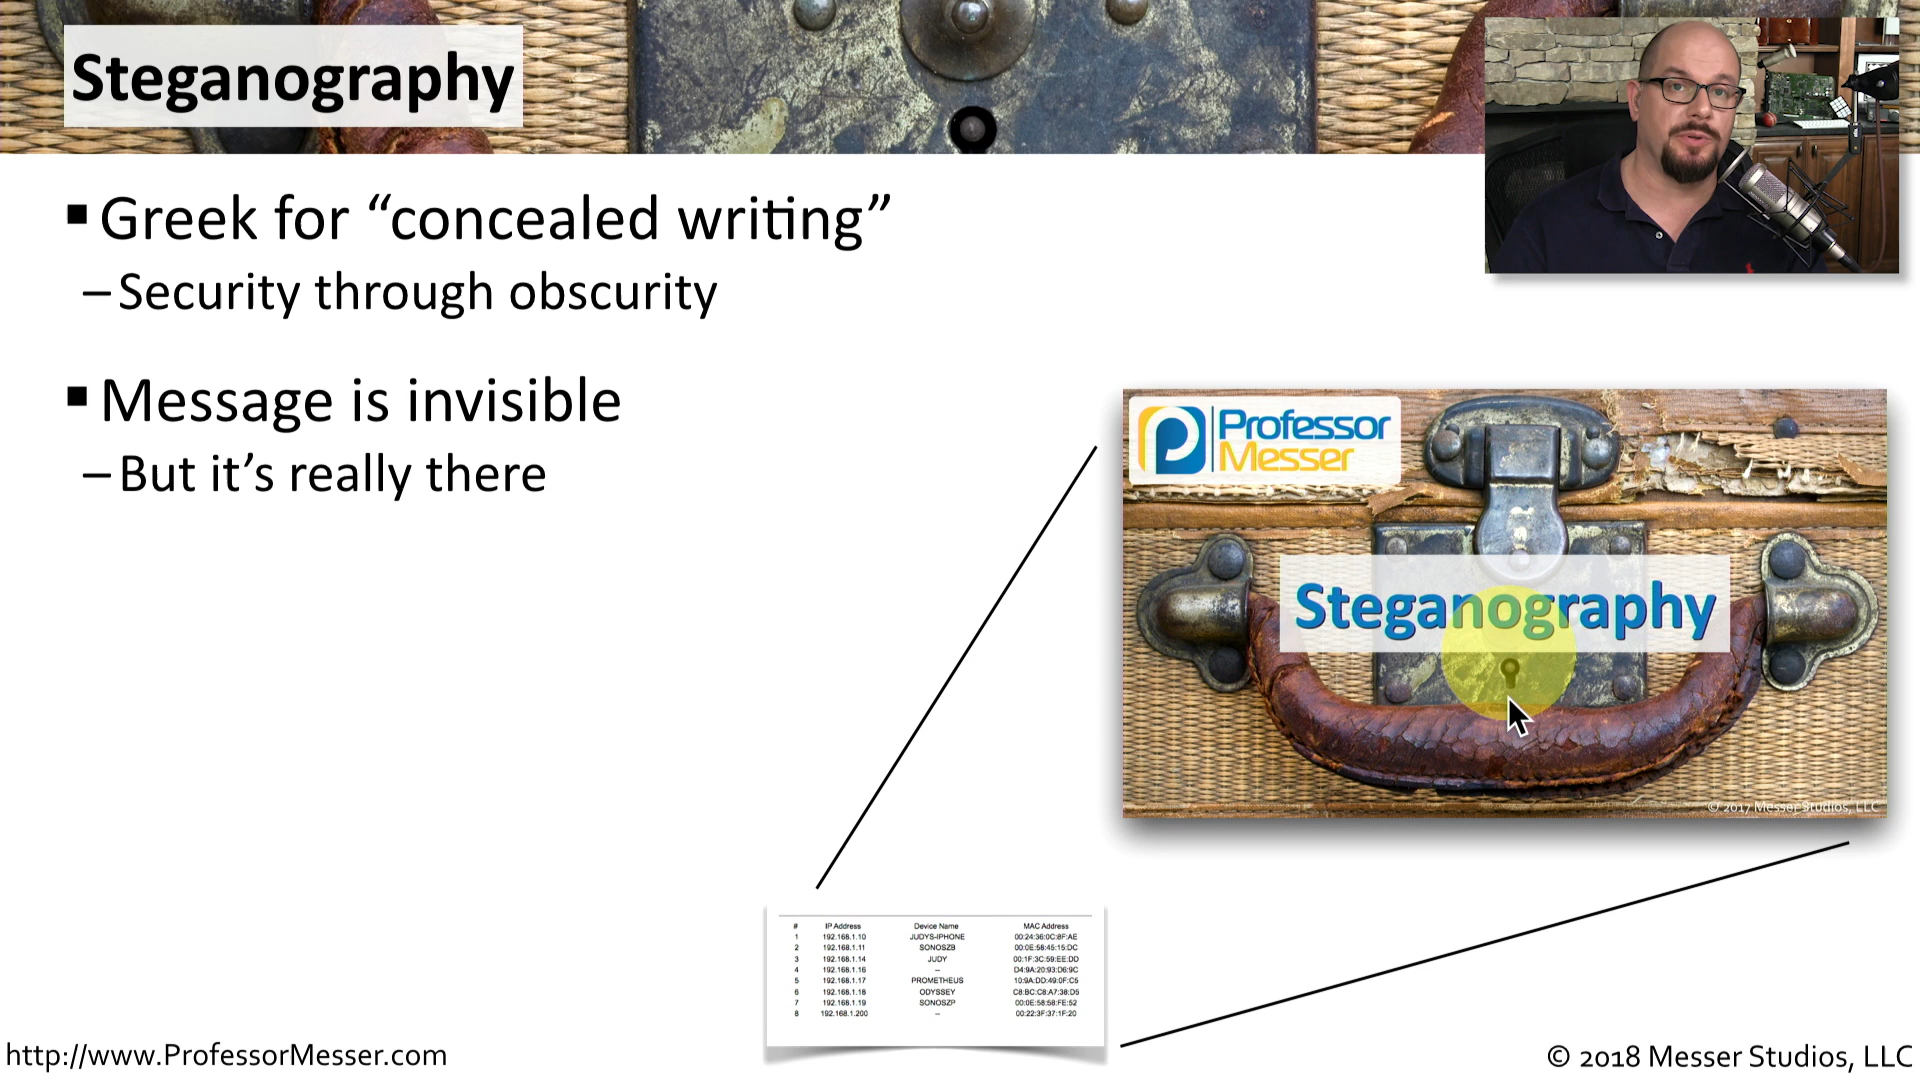 Steganography
▪ Greek for “concealed writing”
– Security through obscurity
▪ Message is invisible
– But it’s really there
Professor
Messer
Steganography
© 2017 Messer Studios, LLC
# IP Address Device Name MAC Address
1 192.168.1.10 JUDYS-IPHONE 00:24:36:0C:8F:AE
2 192.168.1.11 SONOSZB 00:0E:58:45:15:DC
3 192.168.1.14 JUDY 00:1F:3C:59:EE:DD
4 192.168.1.16 -- D4:9A:20:93:D6:9C
5 192.168.1.17 PROMETHEUS 10:9A:DD:49:0F:C5
6 192.168.1.18 ODYSSEY C8:BC:C8:A7:38:D5
7 192.168.1.19 SONOSZP 00:0E:58:58:FE:52
8 192.168.1.200 -- 00:22:3F:37:1F:20
http://www.ProfessorMesser.com
© 2018 Messer Studios, LLC